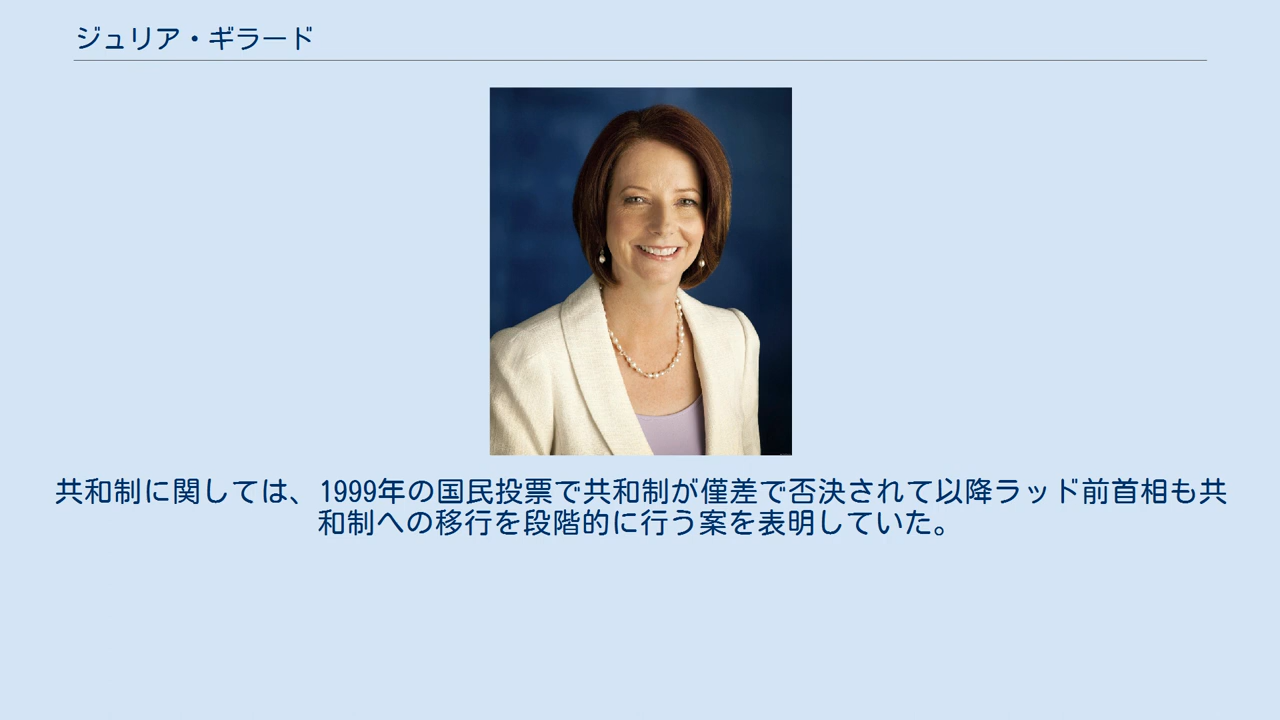 ジュリア・ギラード
共和制に関しては、1999年の国民投票で共和制が僅差で否決されて以降ラッド前首相も共
和制への移行を段階的に行う案を表明していた。